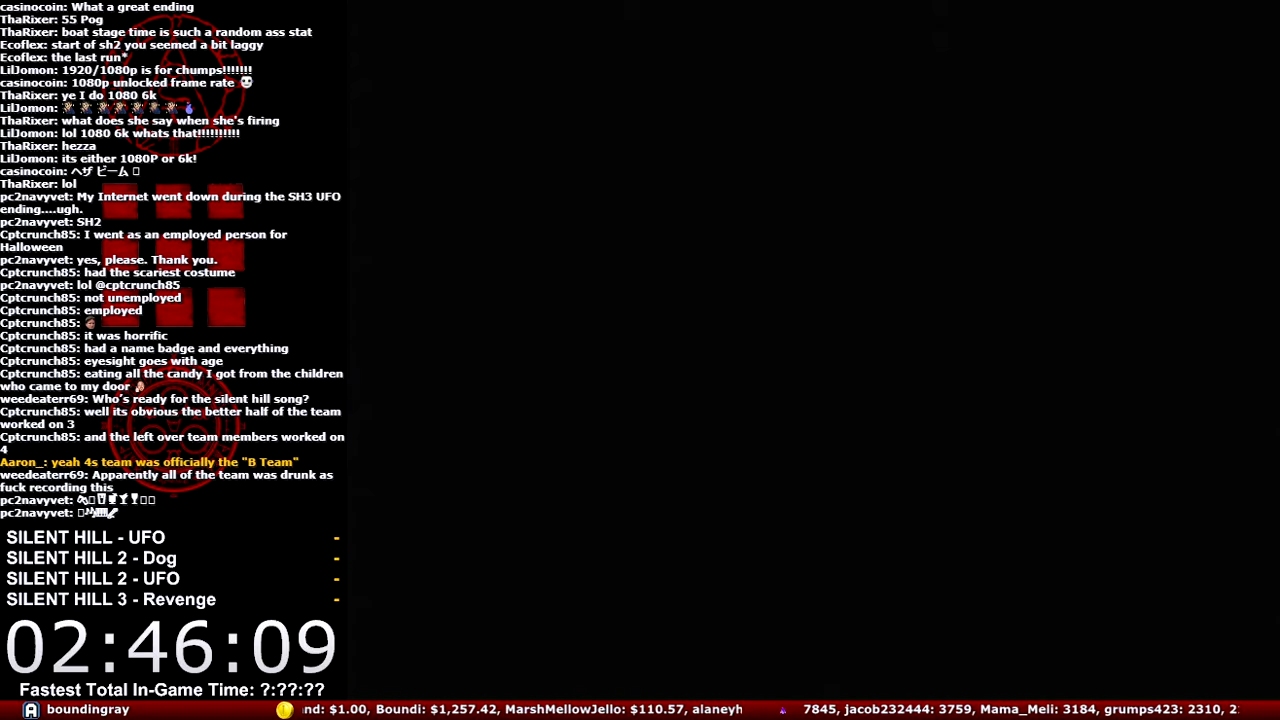 casinocoin: What a great ending
ThaRixer: 55 Pog
ThaRixer: boat stage time is such a random ass stat
Ecoflex: start of sh2 you seemed a bit laggy
Ecoflex: the last run*
LilJomon: 1920/1080p is for chumps!!!!!!!
casinocoin: 1080p unlocked frame rate
ThaRixer: ye I do 1080 6k
LilJomon:
ThaRixer: what does she say when she's firing
LilJomon: lol 1080 6k whats that!!!!!!!!!!
ThaRixer: hezza
LilJomon: its either 1080P or 6k!
casinocoin: ヘザ ビーム
ThaRixer: lol
pc2navyvet: My Internet went down during the SH3 UFO
ending....ugh.
pc2navyvet: SH2
Cptcrunch85: I went as an employed person for
Halloween
pc2navyvet: yes, please. Thank you.
Cptcrunch85: had the scariest costume
pc2navyvet: lol @cptcrunch85
Cptcrunch85: not unemployed
Cptcrunch85: employed
Cptcrunch85:
Cptcrunch85: it was horrific
Cptcrunch85: had a name badge and everything
Cptcrunch85: eyesight goes with age
Cptcrunch85: eating all the candy I got from the children
who came to my door
weedeaterr69: Who's ready for the silent hill song?
Cptcrunch85: well its obvious the better half of the team
worked on 3
Cptcrunch85: and the left over team members worked on
4
Aaron_: yeah 4s team was officially the "B Team"
weedeaterr69: Apparently all of the team was drunk as
fuck recording this
pc2navyvet:
pc2navyvet:
SILENT HILL - UFO -
SILENT HILL 2 - Dog -
SILENT HILL 2 - UFO -
SILENT HILL 3 - Revenge -
02:46:09
Fastest Total In-Game Time: ?:??:??
A boundingray nd: $1.00, Boundi: $1,257.42, MarshMellowJello: $110.57, alaneyh 7845, jacob232444: 3759, Mama_Meli: 3184, grumps423: 2310, 2